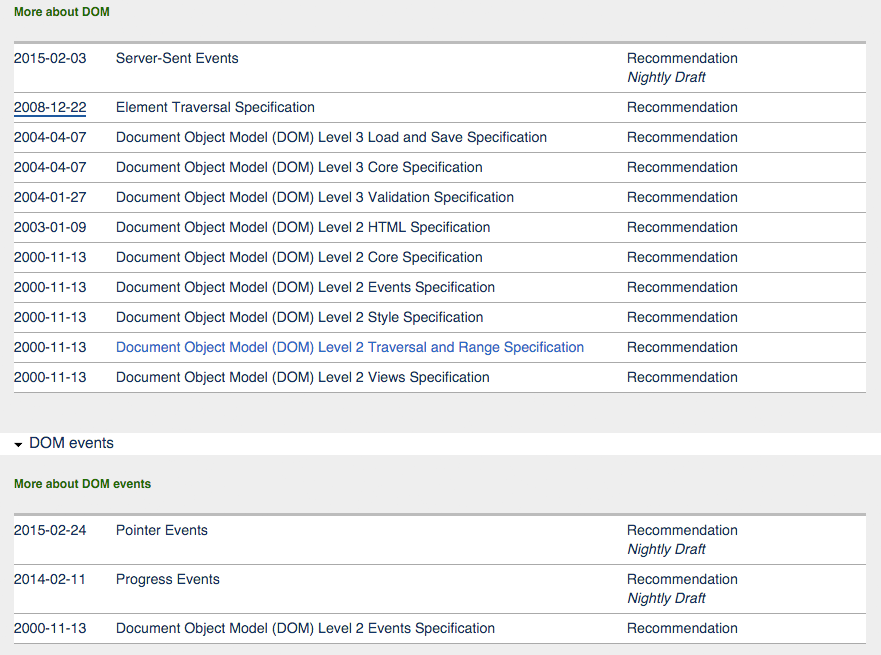 More about DOM
2015-02-03 Server-Sent Events Recommendation
Nightly Draft
2008-12-22 Element Traversal Specification Recommendation
2004-04-07 Document Object Model (DOM) Level 3 Load and Save Specification Recommendation
2004-04-07 Document Object Model (DOM) Level 3 Core Specification Recommendation
2004-01-27 Document Object Model (DOM) Level 3 Validation Specification Recommendation
2003-01-09 Document Object Model (DOM) Level 2 HTML Specification Recommendation
2000-11-13 Document Object Model (DOM) Level 2 Core Specification Recommendation
2000-11-13 Document Object Model (DOM) Level 2 Events Specification Recommendation
2000-11-13 Document Object Model (DOM) Level 2 Style Specification Recommendation
2000-11-13 Document Object Model (DOM) Level 2 Traversal and Range Specification Recommendation
2000-11-13 Document Object Model (DOM) Level 2 Views Specification Recommendation
DOM events
More about DOM events
2015-02-24 Pointer Events Recommendation
Nightly Draft
2014-02-11 Progress Events Recommendation
Nightly Draft
2000-11-13 Document Object Model (DOM) Level 2 Events Specification Recommendation